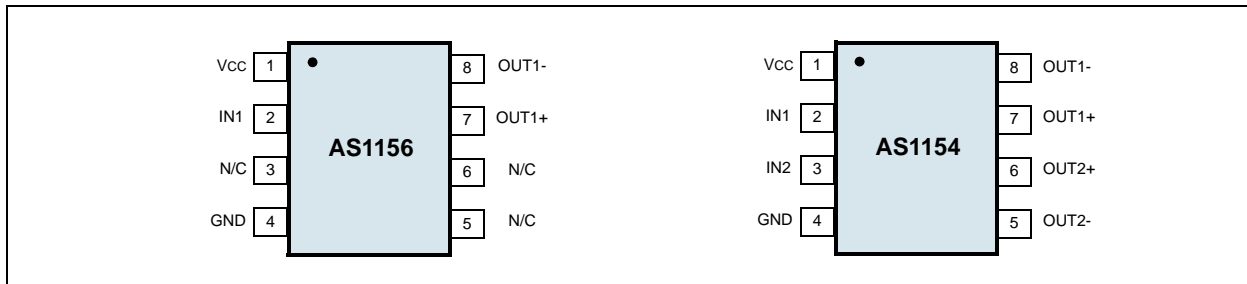 Vcc 1 8 OUT1-
IN1 2 7 OUT1+
AS1156
N/C 3 6 N/C
GND 4 5 N/C
Vcc 1 8 OUT1-
IN1 2 7 OUT1+
AS1154
IN2 3 6 OUT2+
GND 4 5 OUT2-